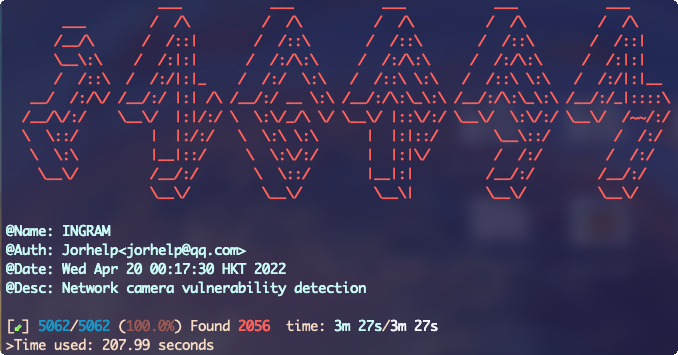 @Name: INGRAM
@Auth: Jorhelp<jorhelp@qq.com>
@Date: Wed Apr 20 00:17:30 HKT 2022
@Desc: Network camera vulnerability detection
[✔] 5062/5062 (100.0%) Found 2056 time: 3m 27s/3m 27s
>Time used: 207.99 seconds